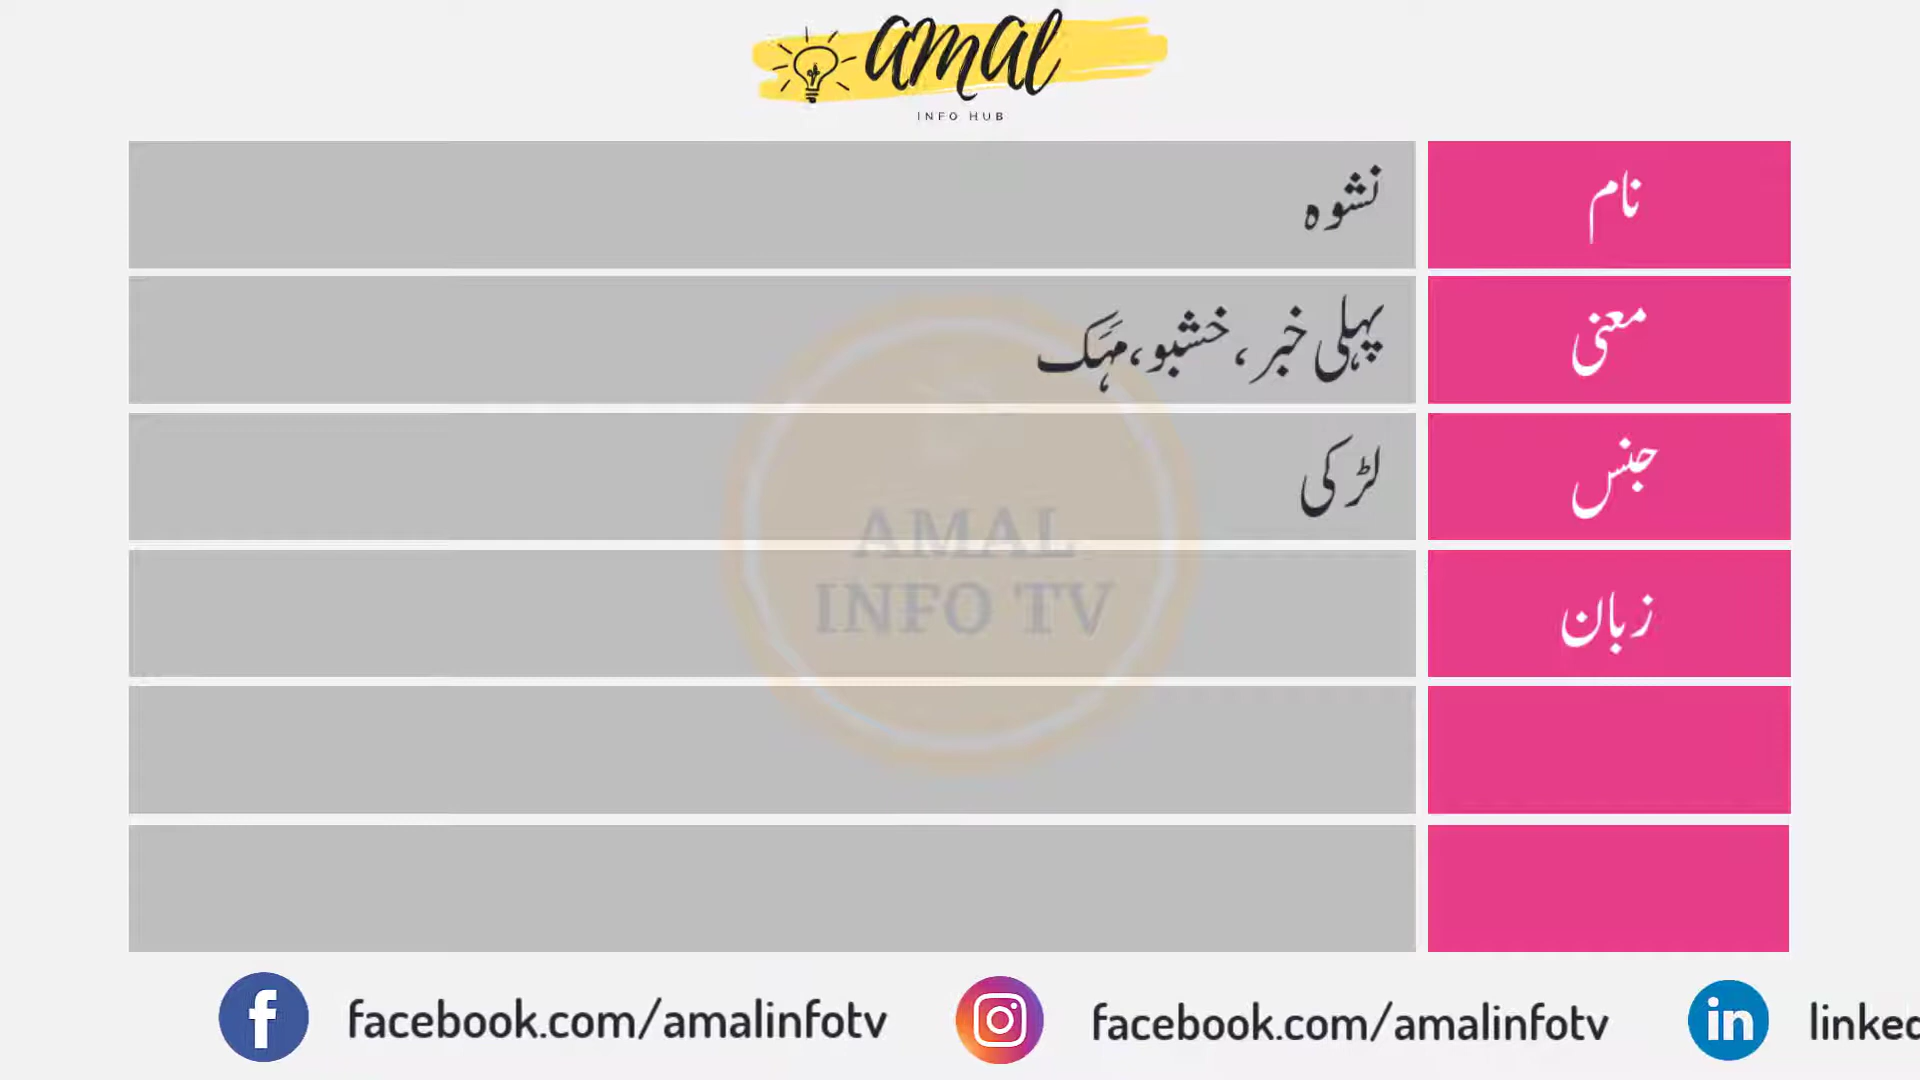 amal
INFO HUB
نام
نشوہ
معنی
پہلی خبر، خشبو، مہَک
جنس
لڑکی
زبان
AMAL
INFO TV
facebook.com/amalinfotv
facebook.com/amalinfotv
linked